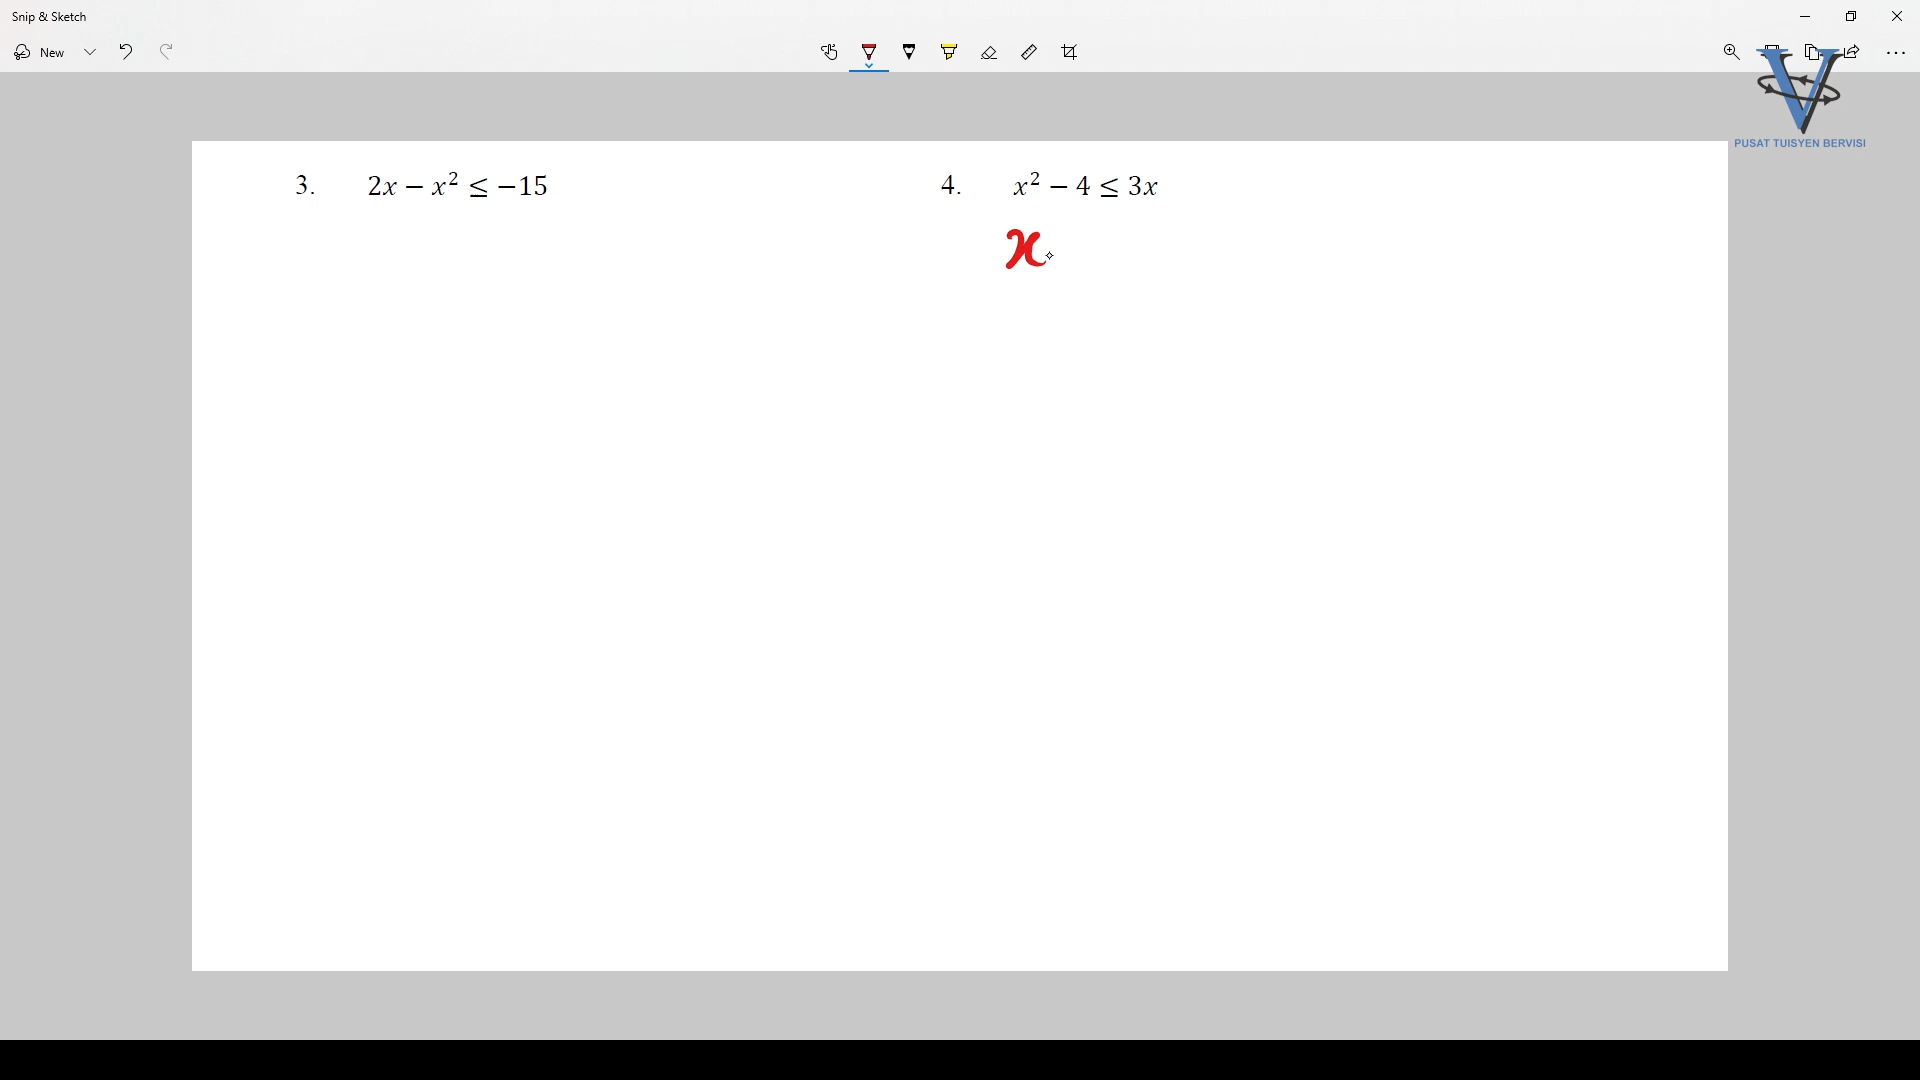 Snip & Sketch
New
PUSAT TUISYEN BERVISI
3. 2x − x² ≤ −15
4. x² − 4 ≤ 3x
x